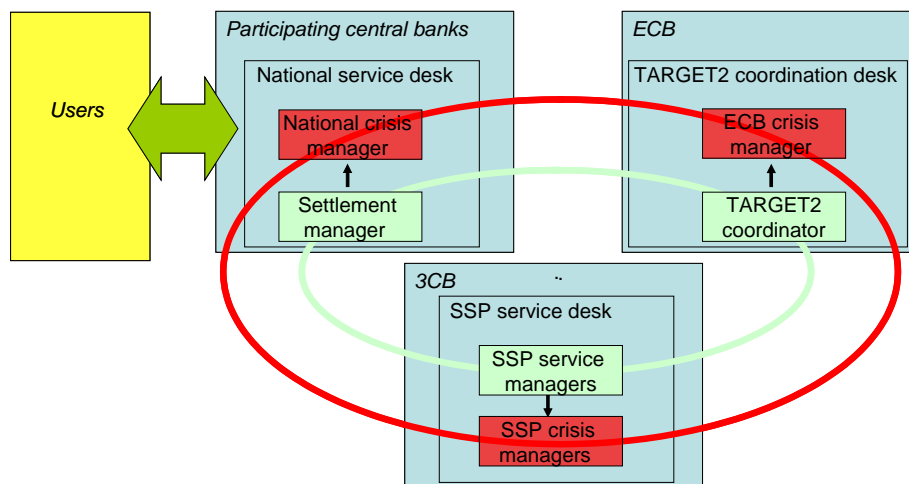 Users
Participating central banks
National service desk
National crisis
manager
Settlement
manager
ECB
TARGET2 coordination desk
ECB crisis
manager
TARGET2
coordinator
3CB
SSP service desk
SSP service
managers
SSP crisis
managers